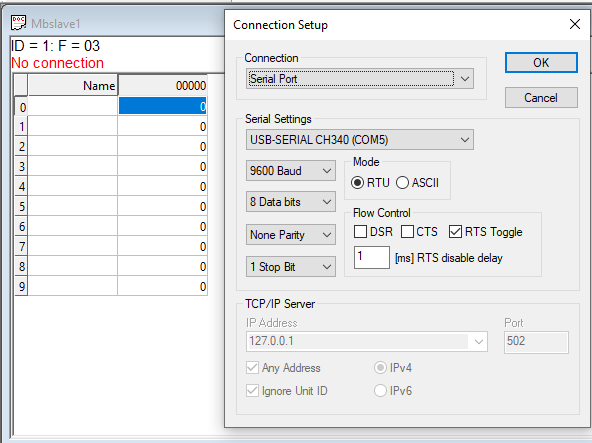 DOC
Mbslave1
ID = 1: F = 03
No connection
Name 00000
0 0
1 0
2 0
3 0
4 0
5 0
6 0
7 0
8 0
9 0
Connection Setup
Connection
Serial Port
OK
Cancel
Serial Settings
USB-SERIAL CH340 (COM5)
9600 Baud
8 Data bits
None Parity
1 Stop Bit
Mode
RTU ASCII
Flow Control
DSR CTS RTS Toggle
1 [ms] RTS disable delay
TCP/IP Server
IP Address Port
127.0.0.1 502
Any Address IPv4
Ignore Unit ID IPv6